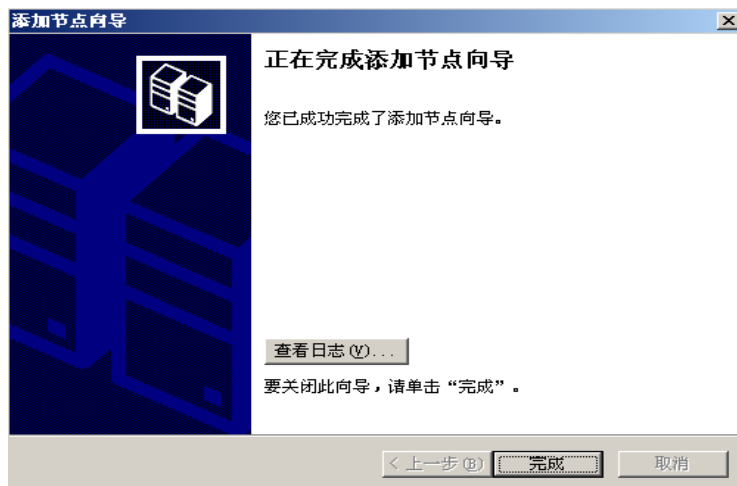 添加节点向导
正在完成添加节点向导
您已成功完成了添加节点向导。
查看日志(V)...
要关闭此向导，请单击“完成”。
< 上一步(B) 完成 取消